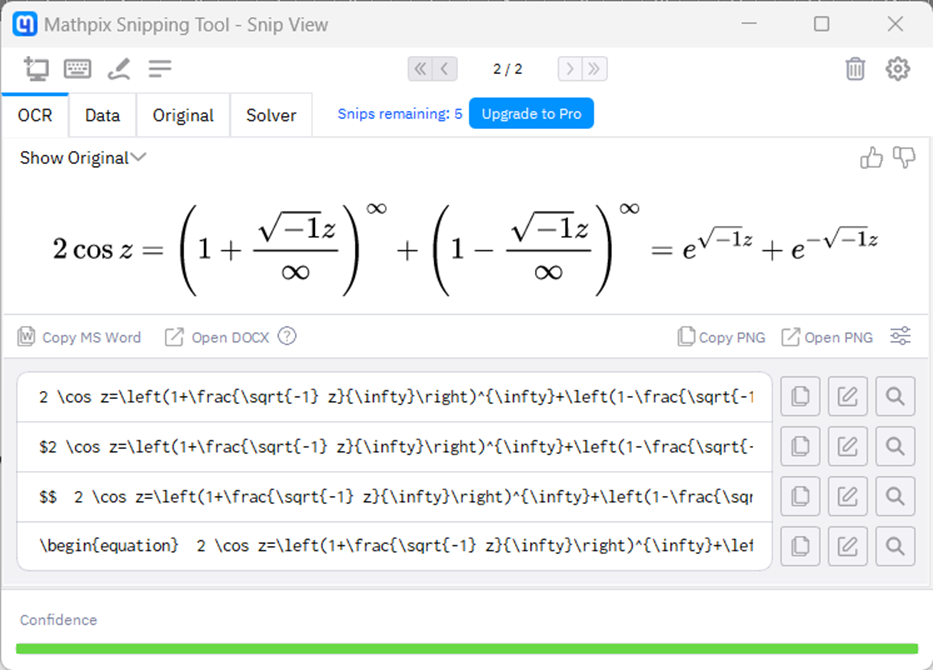 Mathpix Snipping Tool - Snip View
2 / 2
OCR Data Original Solver Snips remaining: 5 Upgrade to Pro
Show Original
2 cos z = (1 + √-1z/∞)^∞ + (1 - √-1z/∞)^∞ = e^{√-1z} + e^{-√-1z}
Copy MS Word Open DOCX Copy PNG Open PNG
2 \cos z=\left(1+\frac{\sqrt{-1} z}{\infty}\right)^{\infty}+\left(1-\frac{\sqrt{-1
$2 \cos z=\left(1+\frac{\sqrt{-1} z}{\infty}\right)^{\infty}+\left(1-\frac{\sqrt{-
$$ 2 \cos z=\left(1+\frac{\sqrt{-1} z}{\infty}\right)^{\infty}+\left(1-\frac{\sqr
\begin{equation} 2 \cos z=\left(1+\frac{\sqrt{-1} z}{\infty}\right)^{\infty}+\lef
Confidence